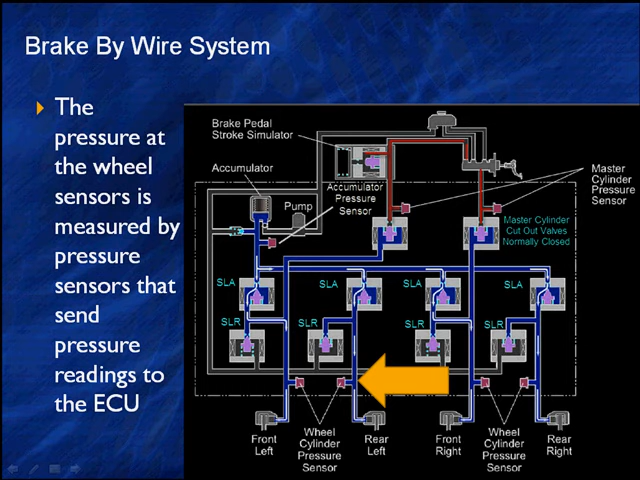 Brake By Wire System
The
pressure at
the wheel
sensors is
measured by
pressure
sensors that
send
pressure
readings to
the ECU
Brake Pedal
Stroke Simulator
Accumulator
Accumulator
Pressure
Sensor
Pump
Master
Cylinder
Pressure
Sensor
Master Cylinder
Cut Out Valves
Normally Closed
SLA
SLA
SLA
SLA
SLR
SLR
SLR
SLR
Front
Left
Wheel
Cylinder
Pressure
Sensor
Rear
Left
Front
Right
Wheel
Cylinder
Pressure
Sensor
Rear
Right